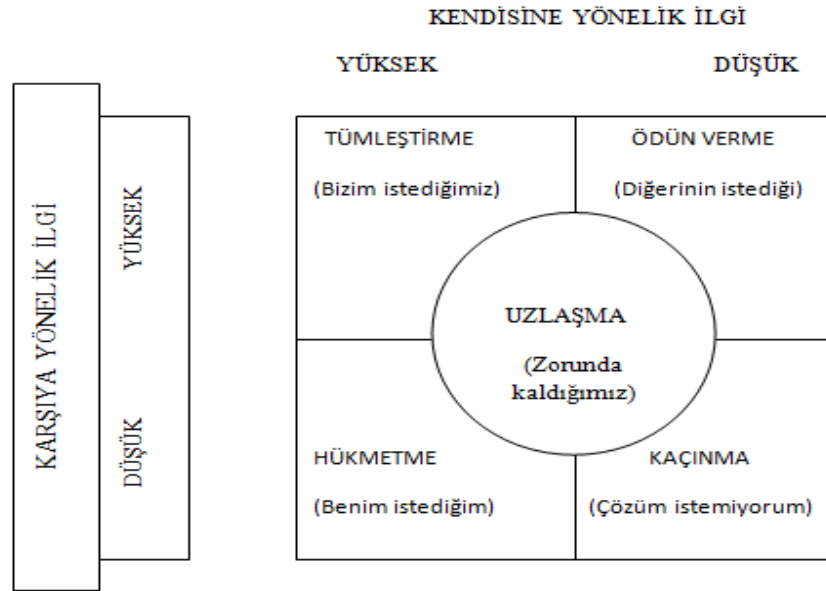 KENDİSİNE YÖNELİK İLGİ
YÜKSEK
DÜŞÜK
KARŞIYA YÖNELİK İLGİ
YÜKSEK
DÜŞÜK
TÜMLEŞTİRME
(Bizim istediğimiz)
ÖDÜN VERME
(Diğerinin istediği)
UZLAŞMA
(Zorunda
kaldığımız)
HÜKMETME
(Benim istediğim)
KAÇINMA
(Çözüm istemiyorum)